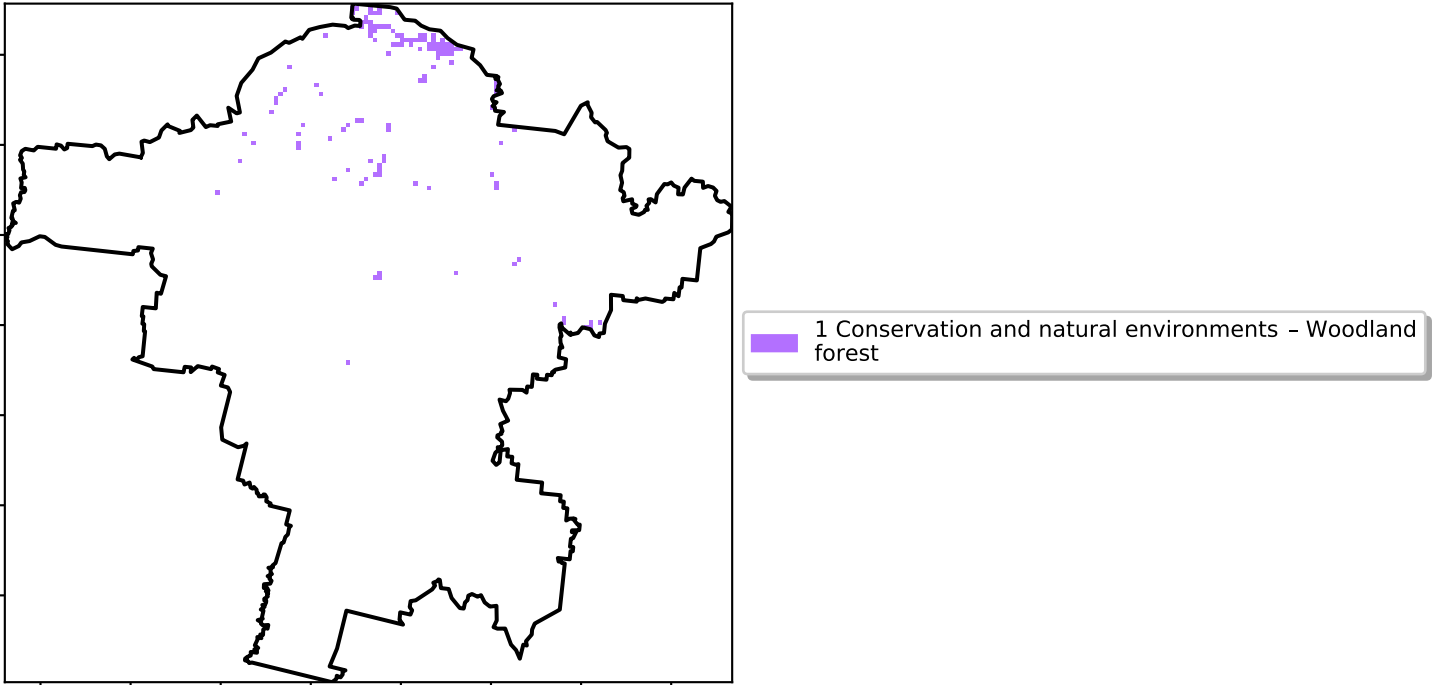 1 Conservation and natural environments – Woodland
forest